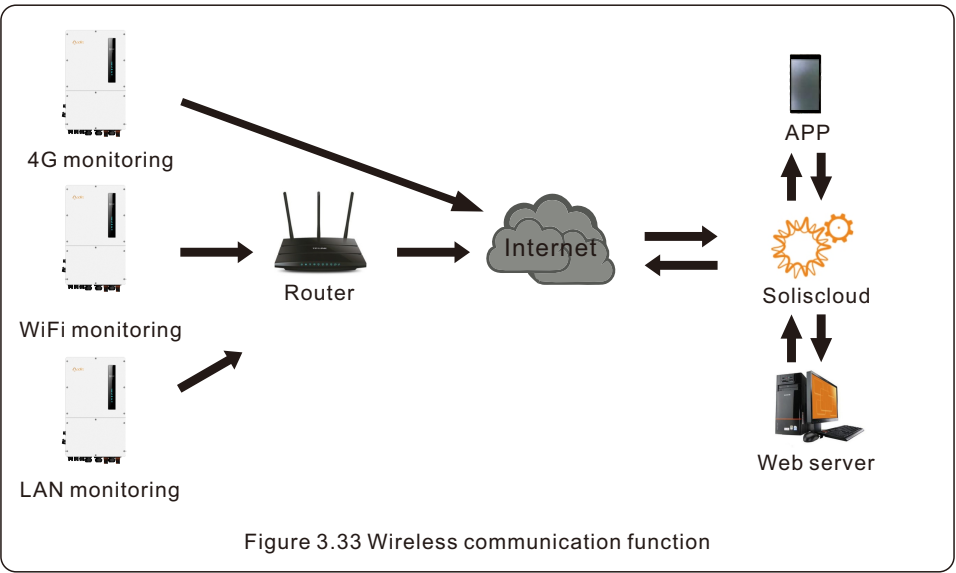 4G monitoring
WiFi monitoring
LAN monitoring
Router
Internet
APP
Soliscloud
Web server
Figure 3.33 Wireless communication function